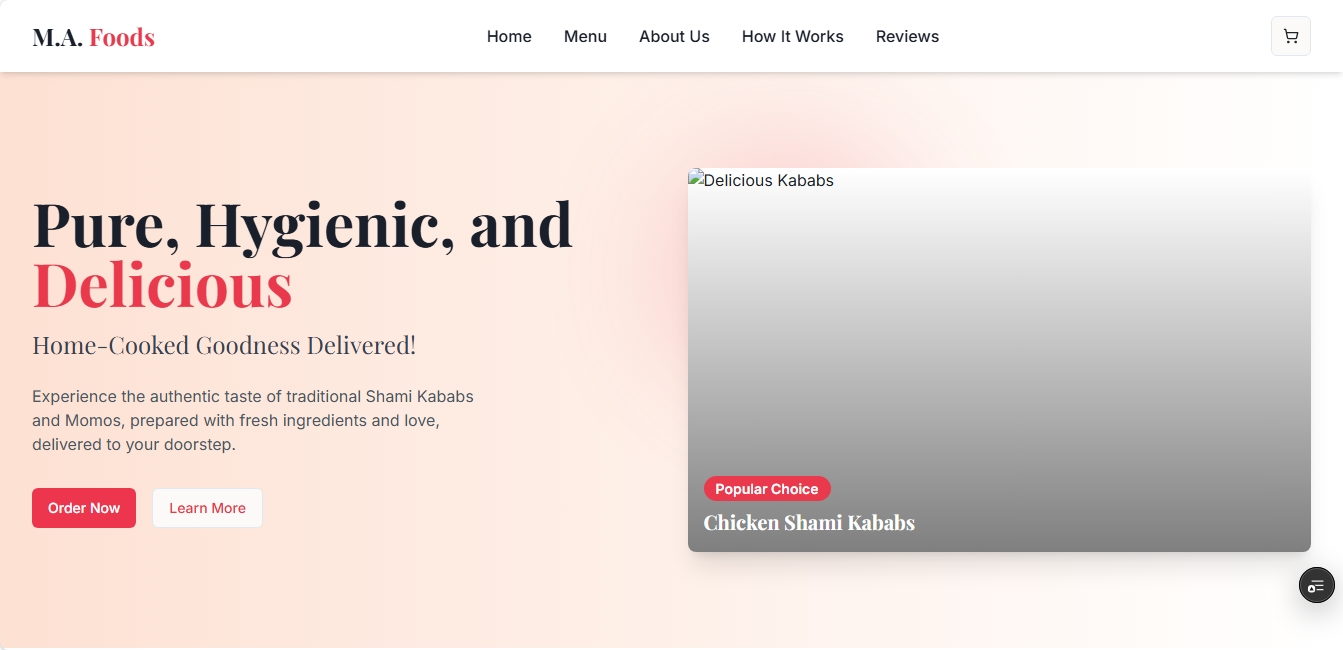 M.A. Foods
Home
Menu
About Us
How It Works
Reviews
Pure, Hygienic, and
Delicious
Home-Cooked Goodness Delivered!
Experience the authentic taste of traditional Shami Kababs
and Momos, prepared with fresh ingredients and love,
delivered to your doorstep.
Order Now
Learn More
Delicious Kababs
Popular Choice
Chicken Shami Kababs